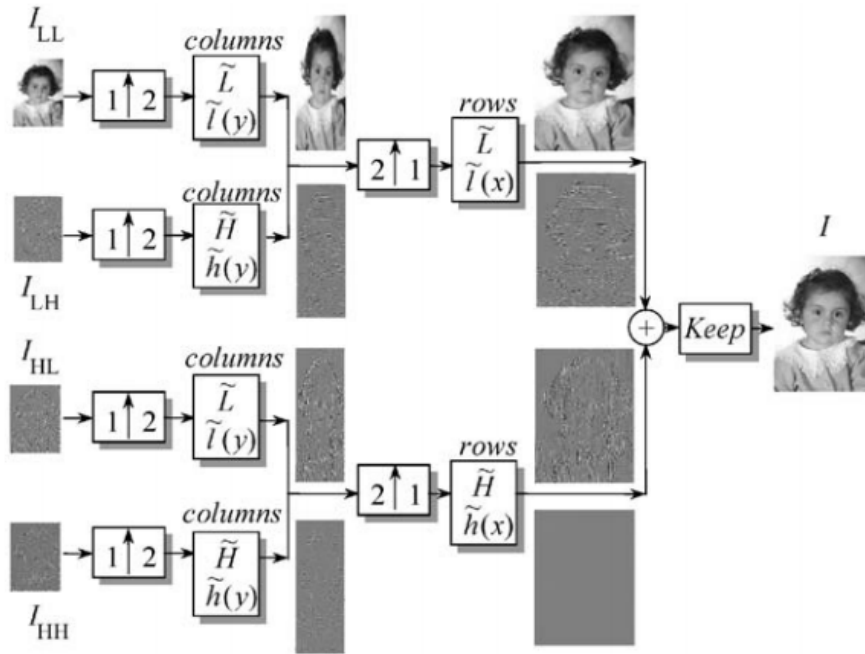 I_LL
columns
1↑2
L̃
l̃(y)
rows
L̃
l̃(x)
2↑1
columns
1↑2
H̃
h̃(y)
I_LH
I
+
Keep
I_HL
columns
1↑2
L̃
l̃(y)
rows
2↑1
H̃
h̃(x)
columns
1↑2
H̃
h̃(y)
I_HH